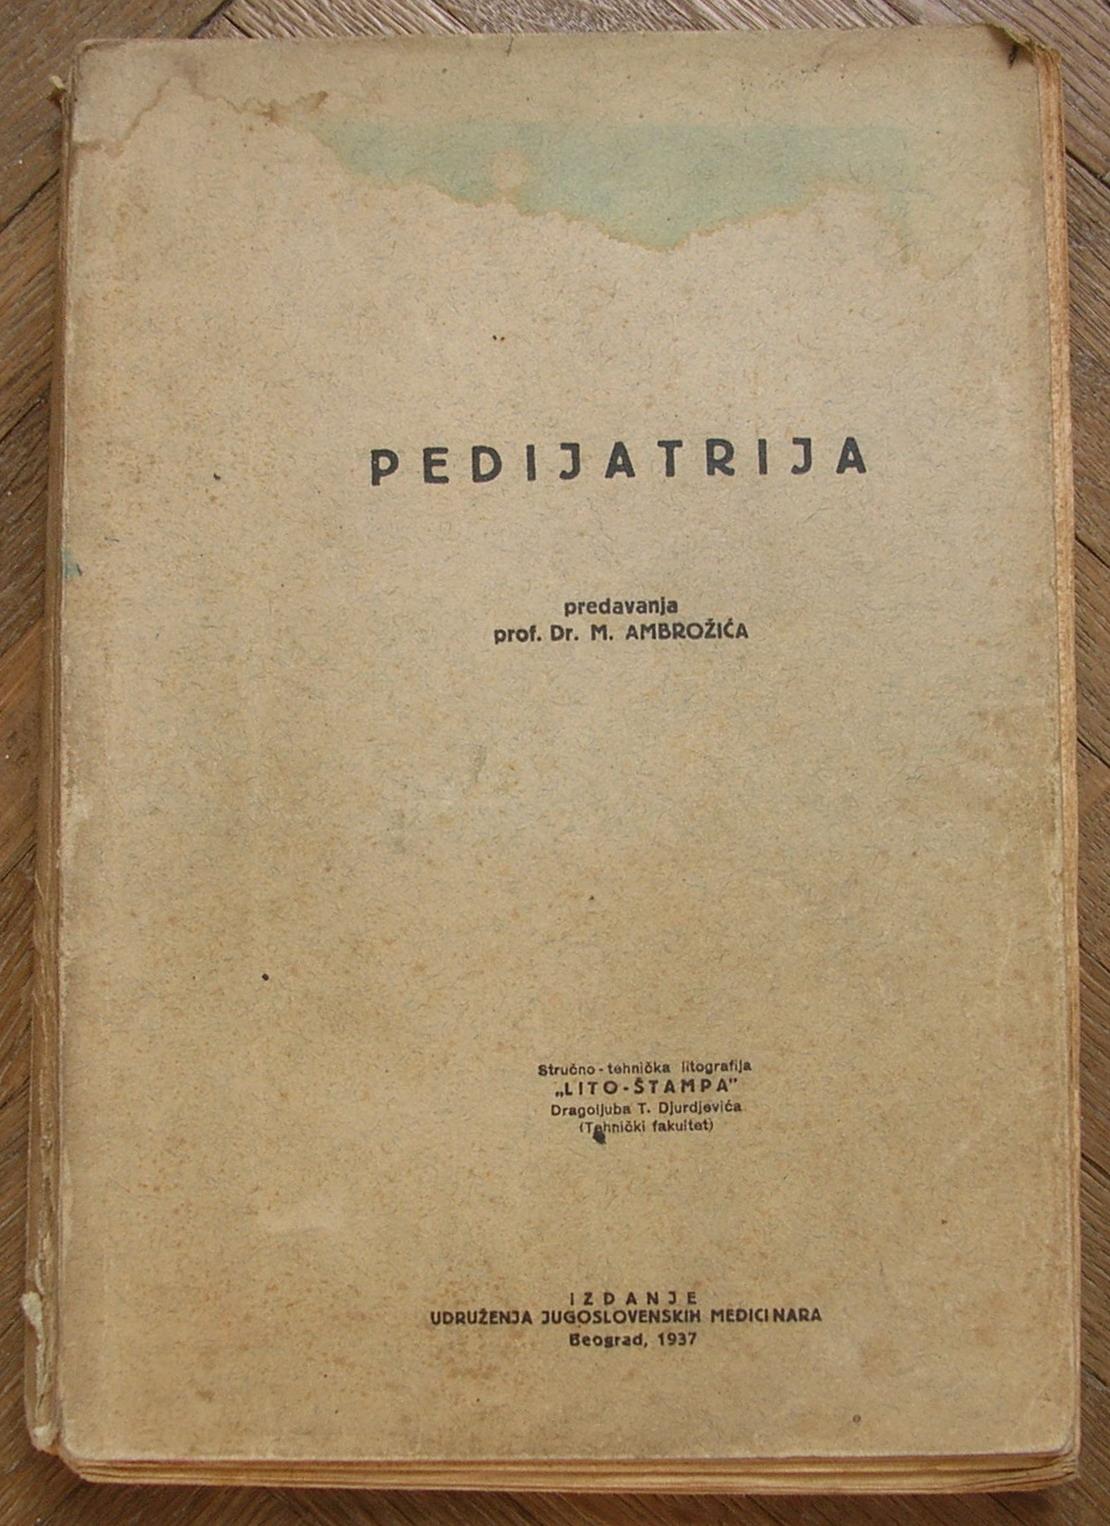 PEDIJATRIJA
predavanja
prof. Dr. M. AMBROŽIĆA
Stručno-tehnička litografija
„LITO-ŠTAMPA”
Dragoljuba T. Djurdjevića
(Tehnički fakultet)
IZDANJE
UDRUŽENJA JUGOSLOVENSKIH MEDICINARA
Beograd, 1937